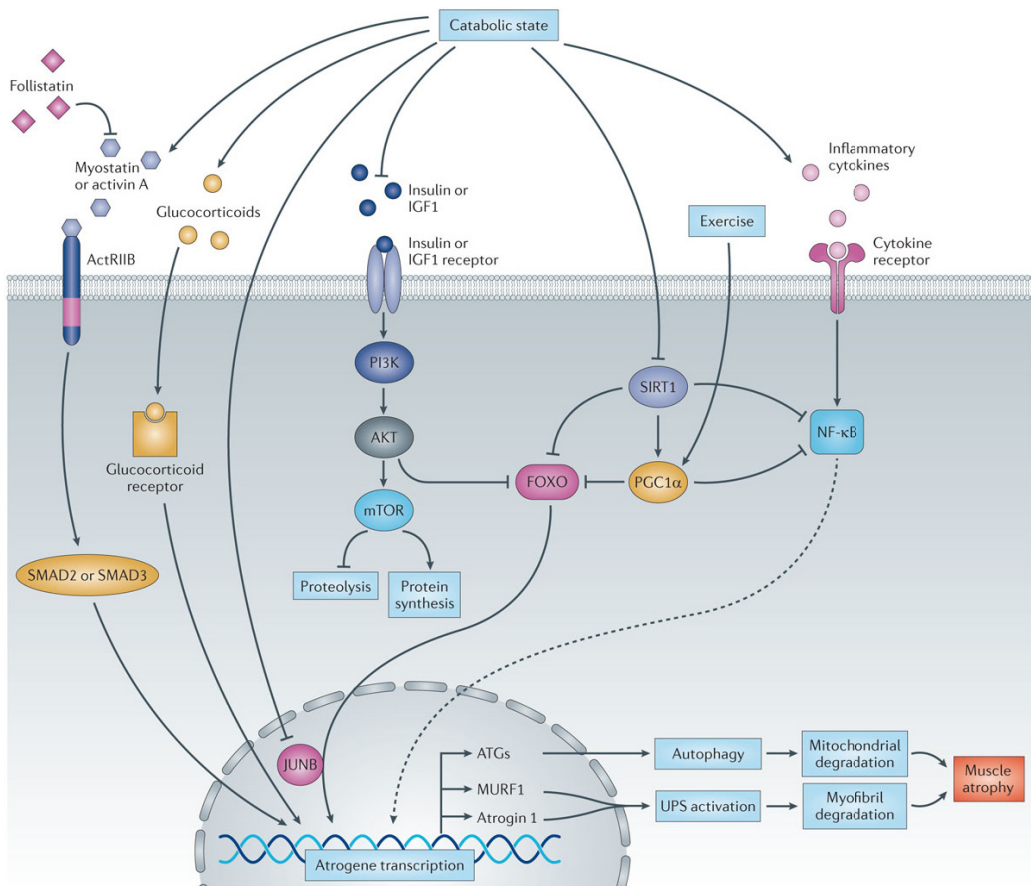 Catabolic state
Follistatin
Myostatin
or activin A
Glucocorticoids
Insulin or
IGF1
Inflammatory
cytckines
Exercise
ActRIIB
Insulin or
IGF1 receptor
Cytokine
receptor
PI3K
SIRT1
AKT
NF-κB
Glucocorticoid
receptor
FOXO
PGC1α
mTOR
SMAD2 or SMAD3
Proteolysis
Protein
synthesis
JUNB
ATGs
Autophagy
Mitochondrial
degradation
MURF1
Muscle
atrophy
UPS activation
Myofibril
degradation
Atrogin 1
Atrogene transcription